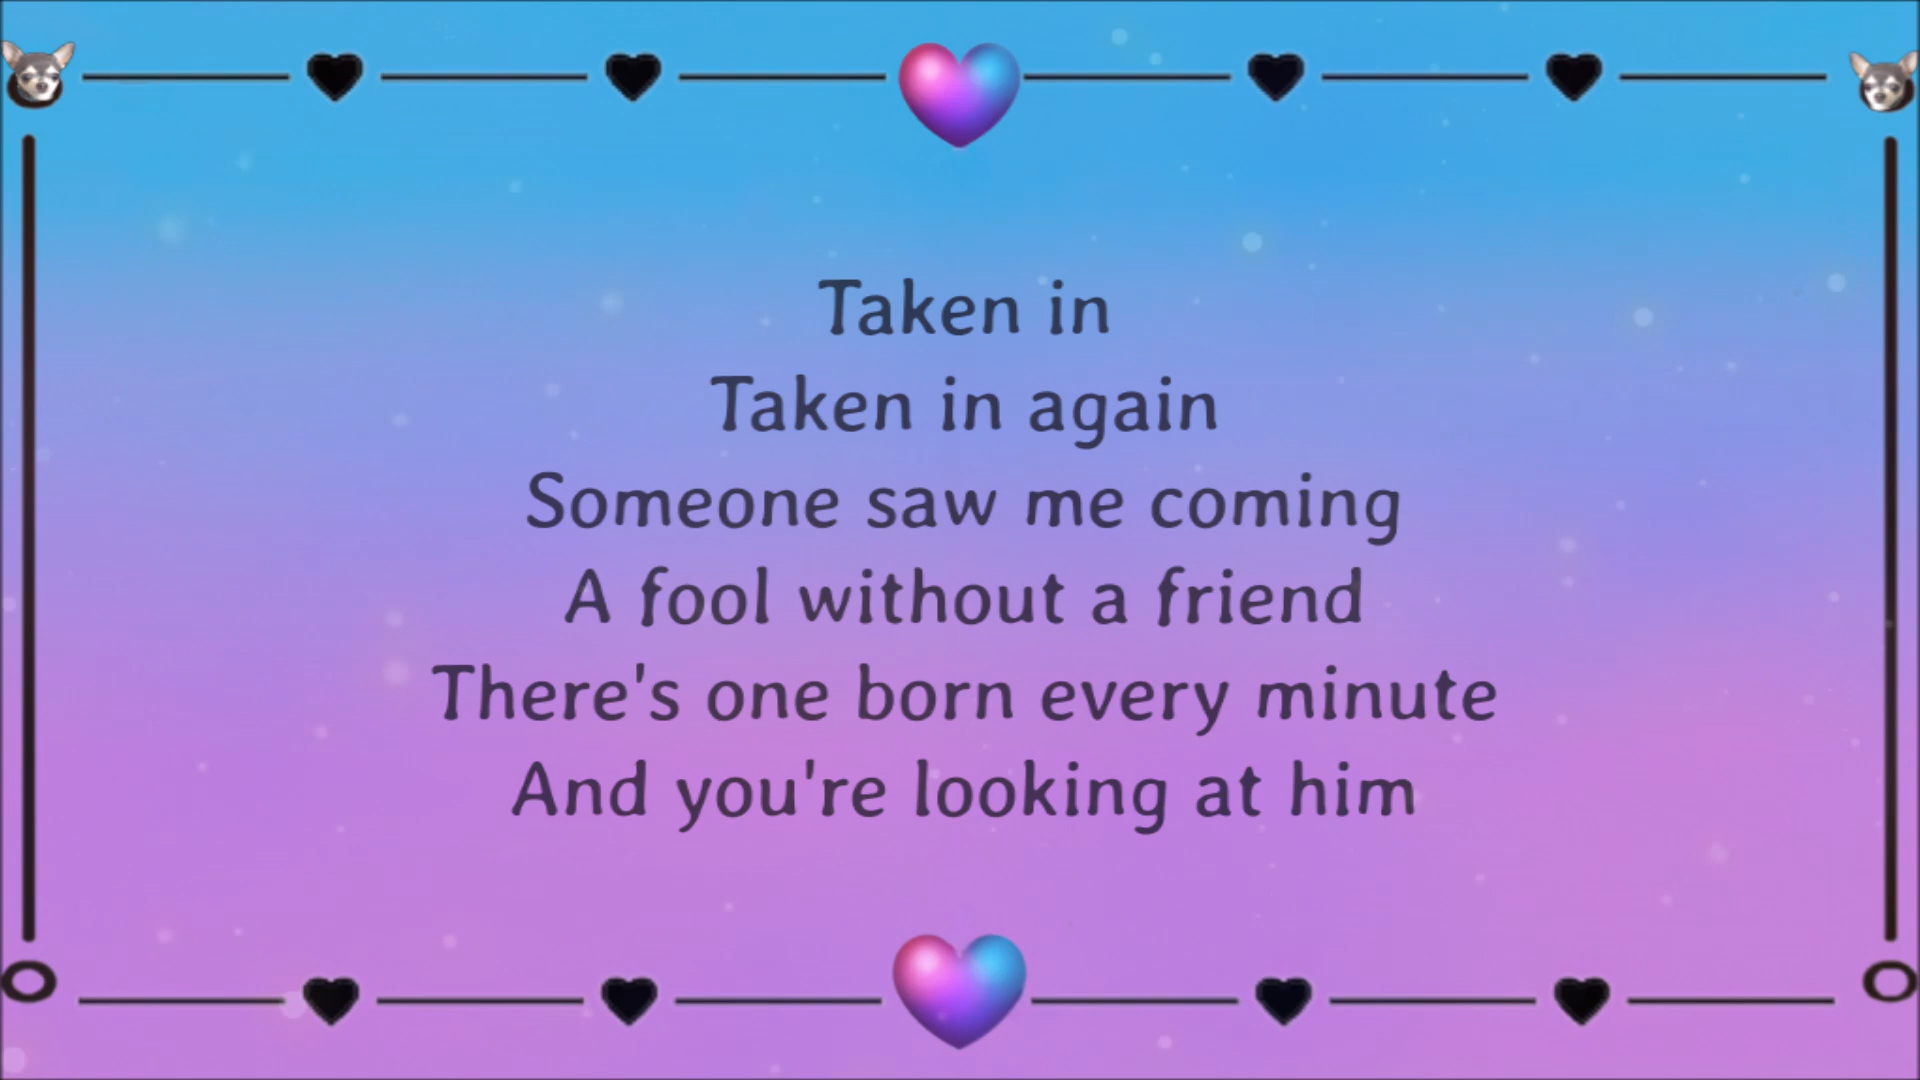 Taken in
Taken in again
Someone saw me coming
A fool without a friend
There's one born every minute
And you're looking at him